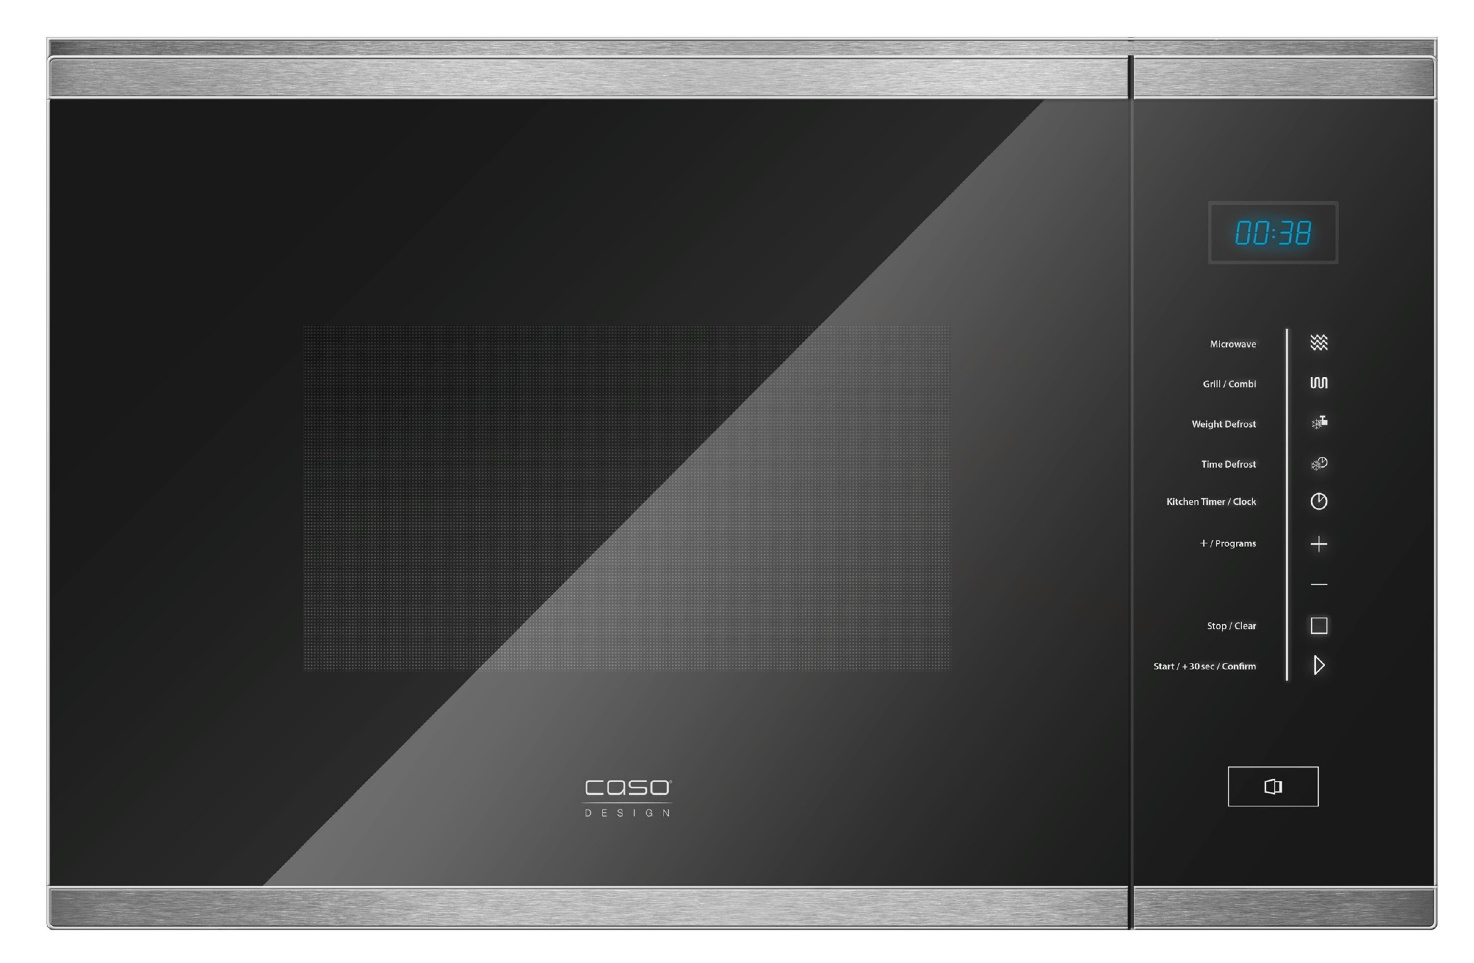 00:38
Microwave
Grill / Combi
Weight Defrost
Time Defrost
Kitchen Timer / Clock
+ / Programs
Stop / Clear
Start / + 30 sec / Confirm
caso
DESIGN